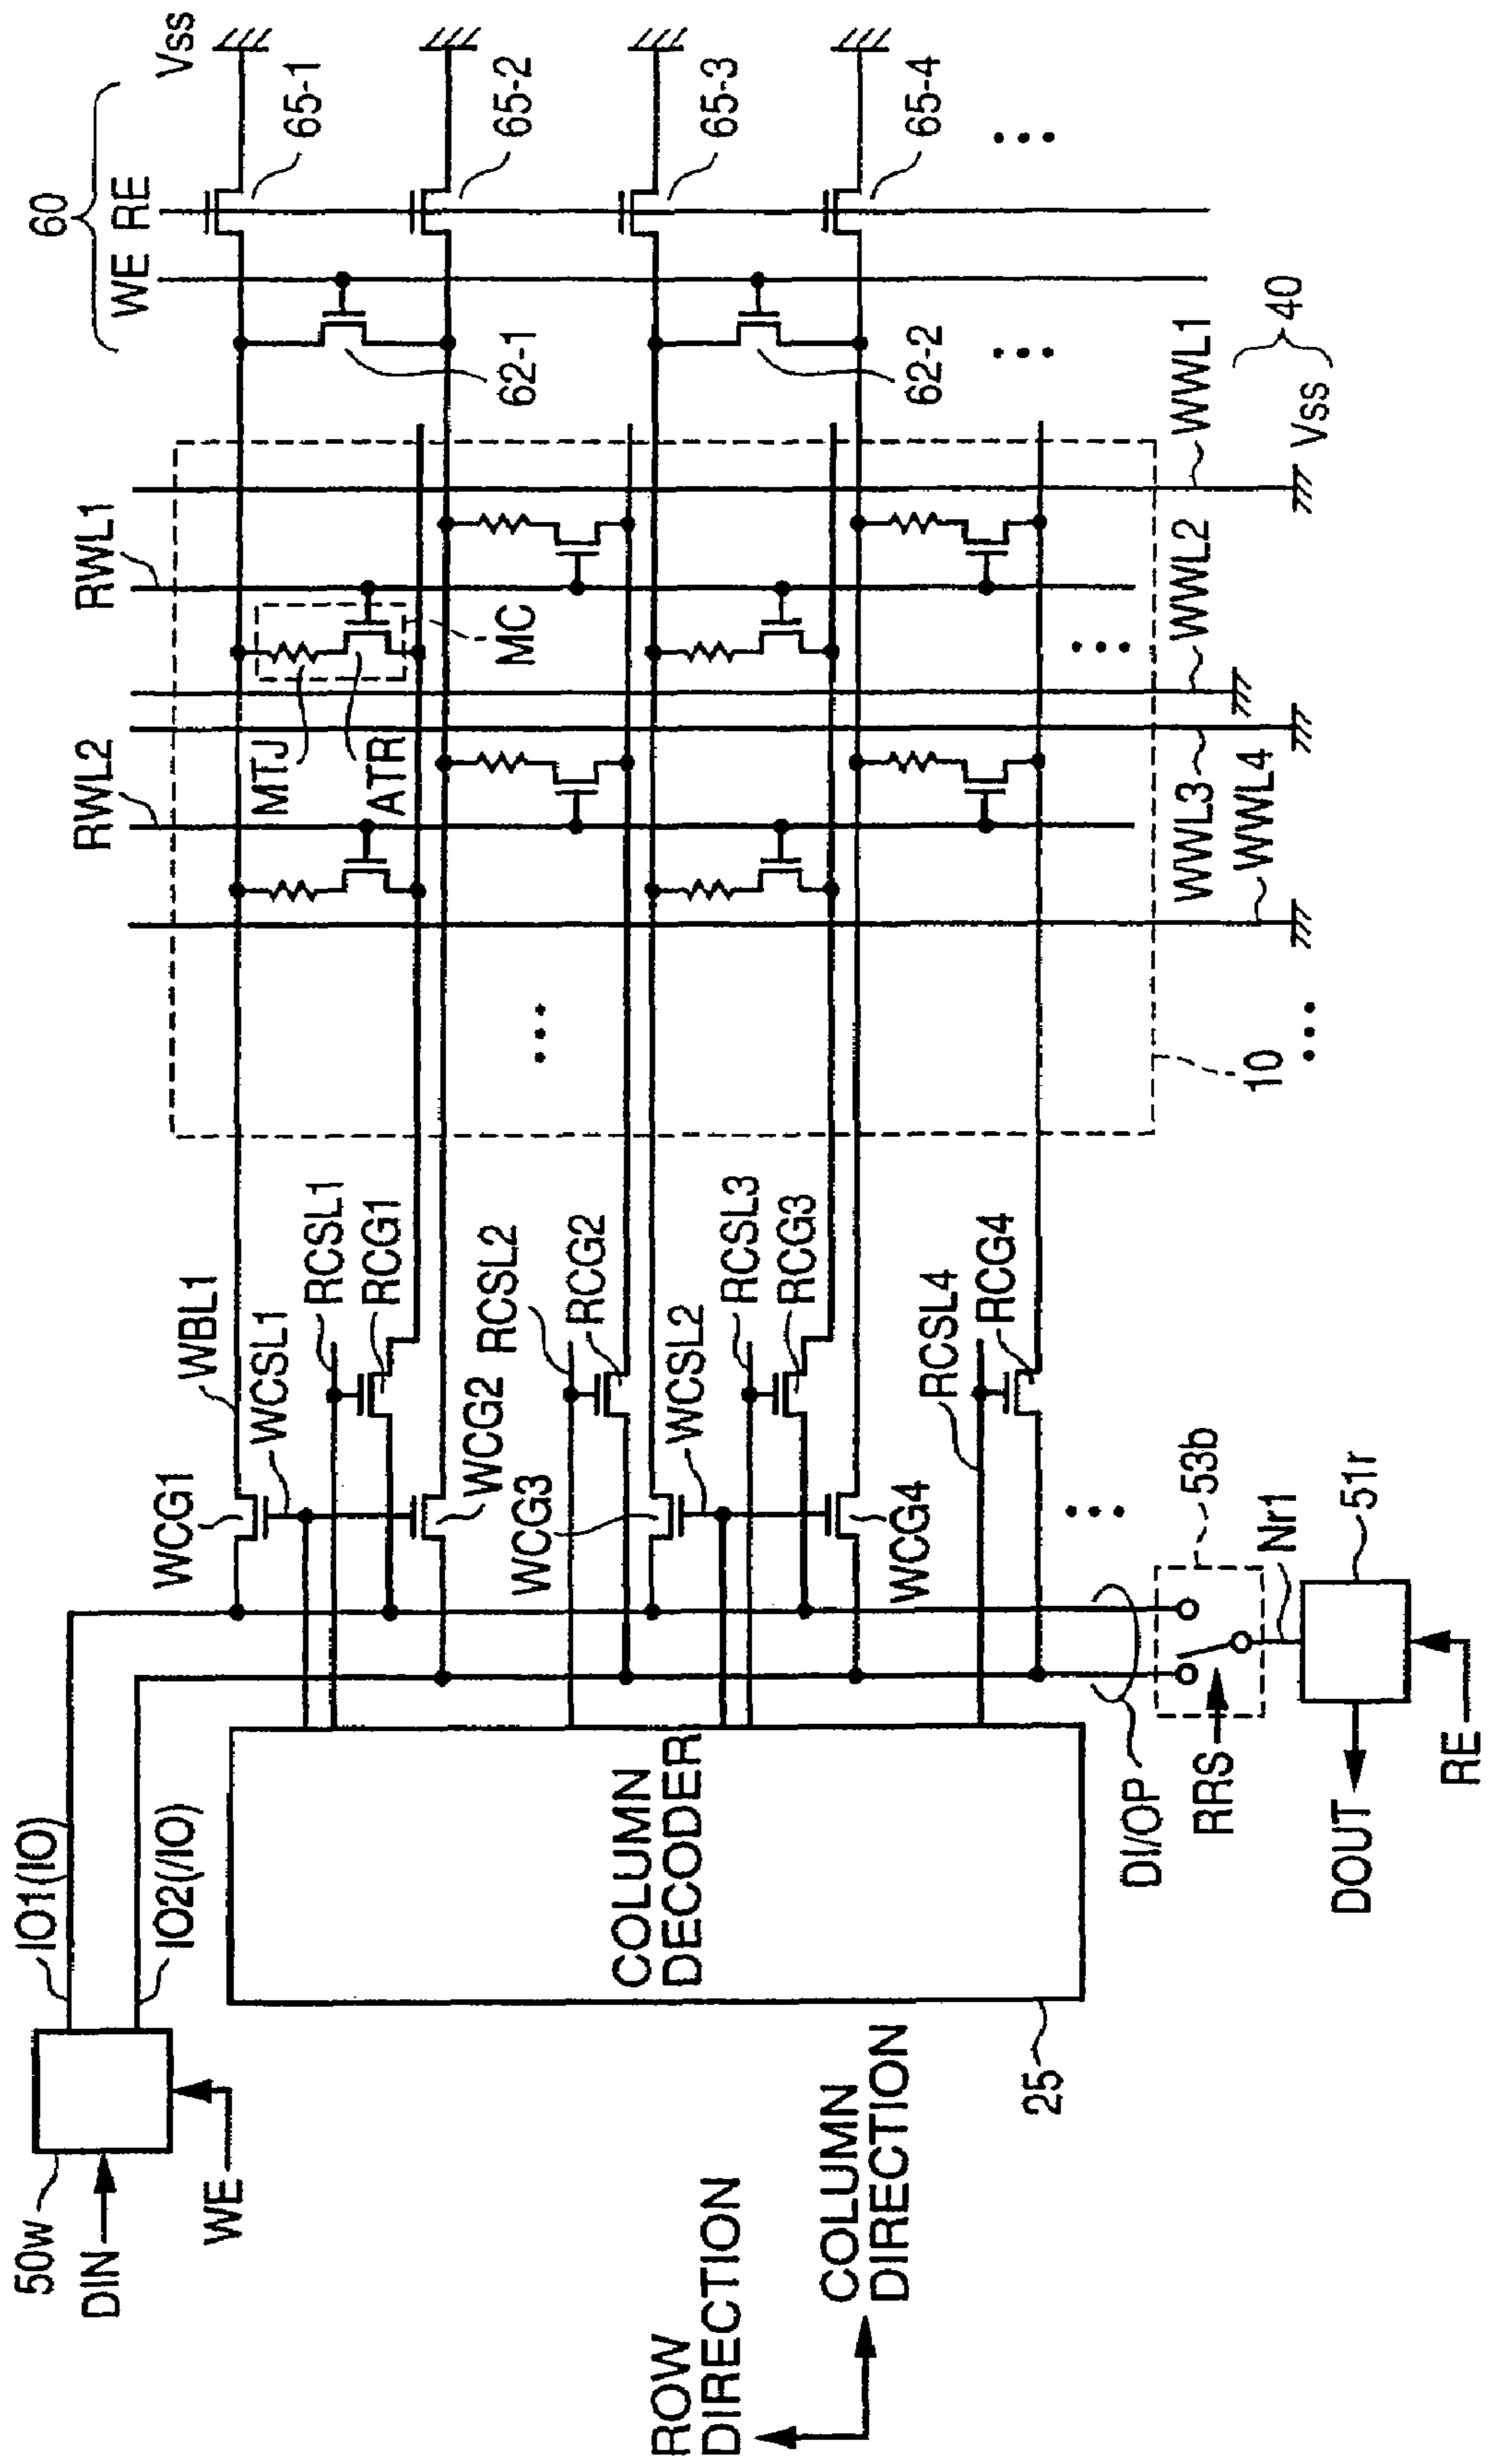 60
WE
RE
Vss
65-1
65-2
65-3
65-4
62-1
62-2
RWL1
RWL2
MTJ
ATR
MC
WWL1
WWL2
WWL3
WWL4
40
Vss
10
WBL1
WCSL1
RCSL1
RCG1
WCG1
WCG2
RCSL2
RCG2
WCG3
WCSL2
RCSL3
RCG3
WCG4
RCSL4
RCG4
IO1(IO)
IO2(/IO)
50w
DIN
WE
COLUMN
DECODER
25
DI/OP
53b
RRS
Nr1
51r
DOUT
RE
ROW
DIRECTION
COLUMN
DIRECTION